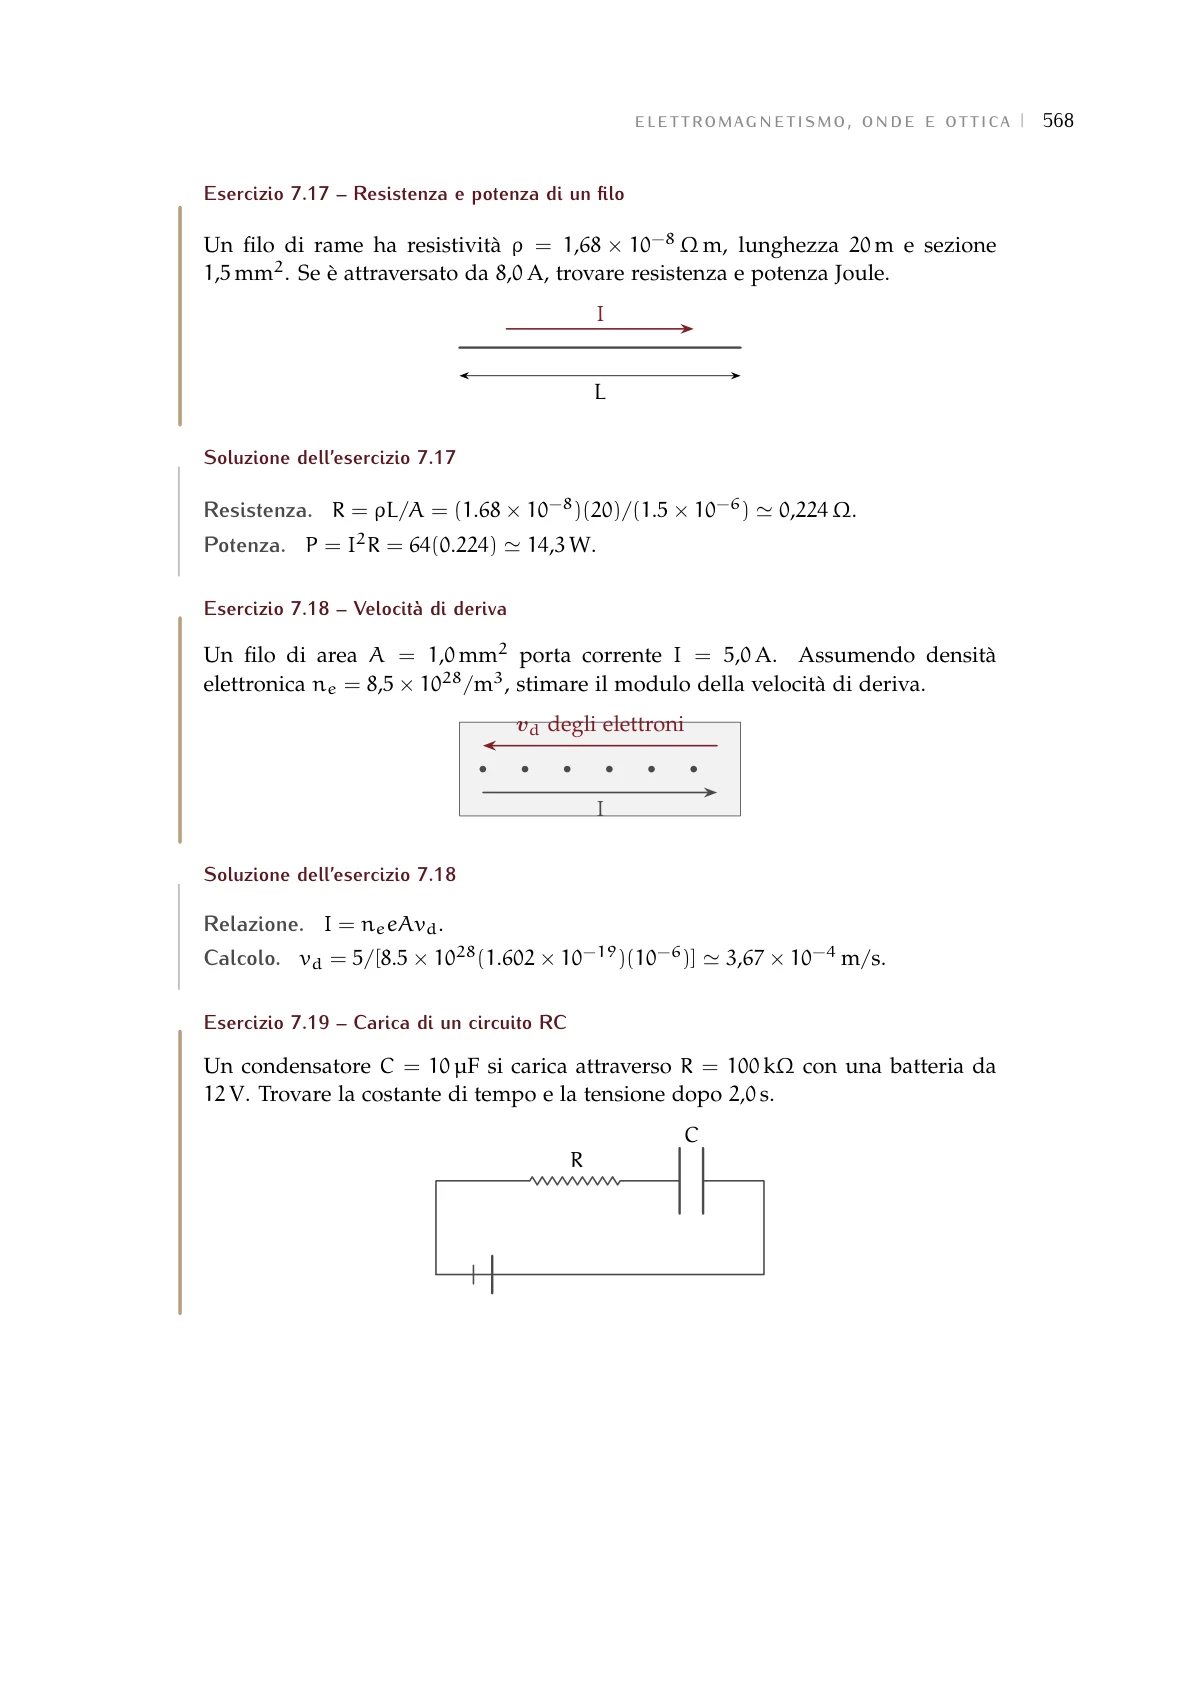 ELETTROMAGNETISMO, ONDE E OTTICA | 568
Esercizio 7.17 – Resistenza e potenza di un filo
Un filo di rame ha resistività ρ = 1,68 × 10⁻⁸ Ω m, lunghezza 20 m e sezione
1,5 mm². Se è attraversato da 8,0 A, trovare resistenza e potenza Joule.
I
L
Soluzione dell'esercizio 7.17
Resistenza. R = ρL/A = (1.68 × 10⁻⁸)(20)/(1.5 × 10⁻⁶) ≃ 0,224 Ω.
Potenza. P = I²R = 64(0.224) ≃ 14,3 W.
Esercizio 7.18 – Velocità di deriva
Un filo di area A = 1,0 mm² porta corrente I = 5,0 A. Assumendo densità
elettronica nₑ = 8,5 × 10²⁸/m³, stimare il modulo della velocità di deriva.
v_d degli elettroni
I
Soluzione dell'esercizio 7.18
Relazione. I = nₑeAv_d.
Calcolo. v_d = 5/[8.5 × 10²⁸(1.602 × 10⁻¹⁹)(10⁻⁶)] ≃ 3,67 × 10⁻⁴ m/s.
Esercizio 7.19 – Carica di un circuito RC
Un condensatore C = 10 µF si carica attraverso R = 100 kΩ con una batteria da
12 V. Trovare la costante di tempo e la tensione dopo 2,0 s.
C
R